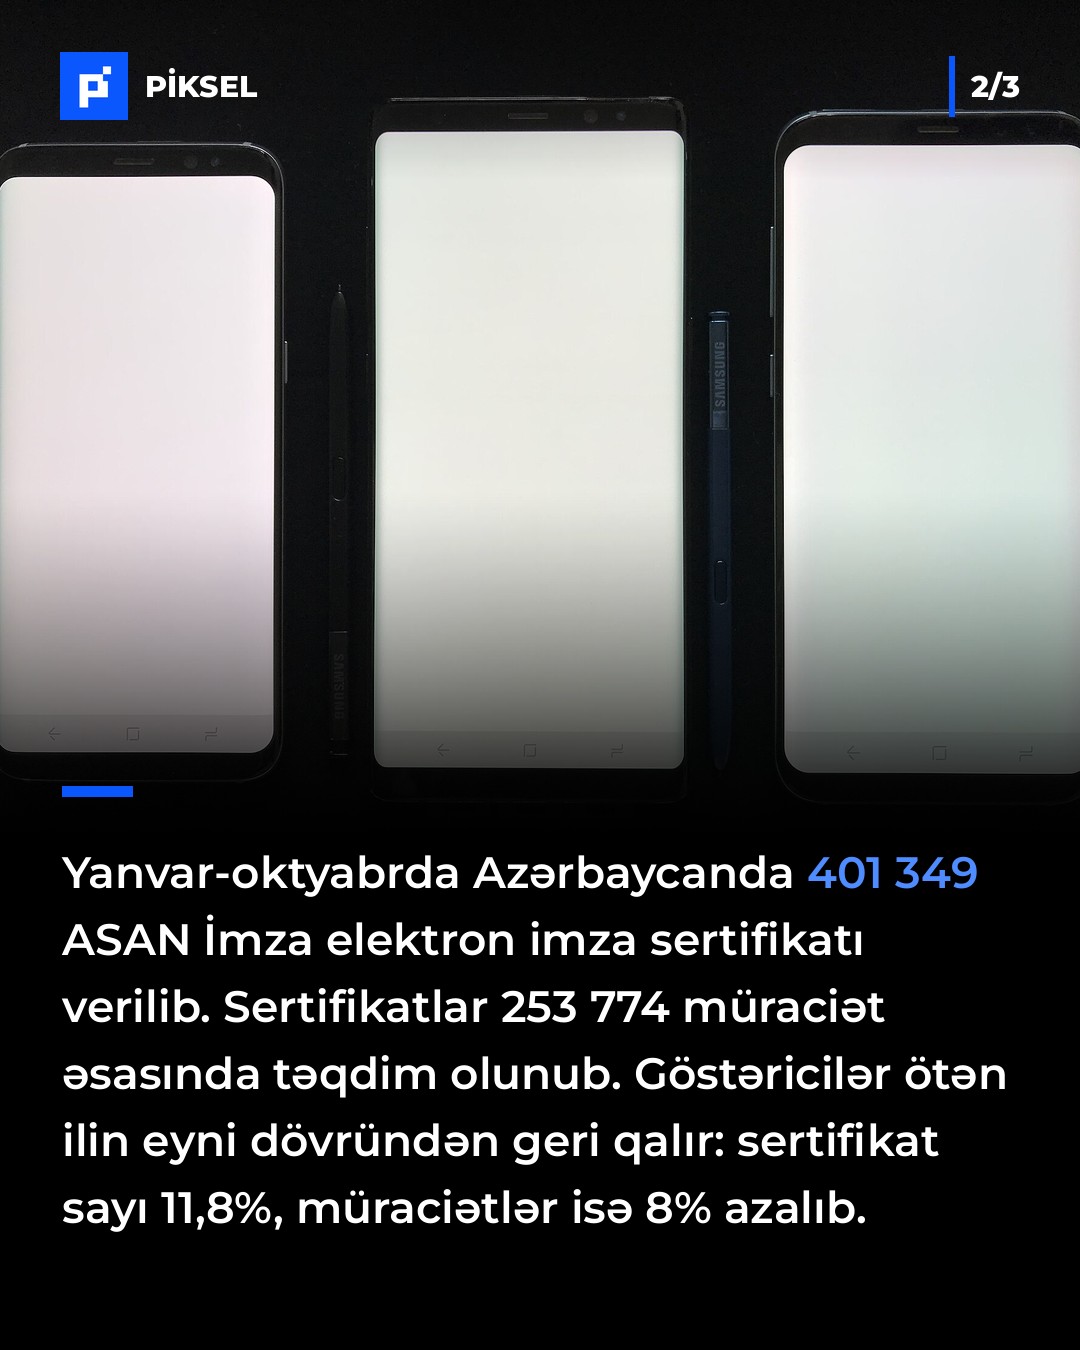 PİKSEL
2/3
SAMSUNG
SAMSUNG
Yanvar-oktyabrda Azərbaycanda 401 349
ASAN İmza elektron imza sertifikatı
verilib. Sertifikatlar 253 774 müraciət
əsasında təqdim olunub. Göstəricilər ötən
ilin eyni dövründən geri qalır: sertifikat
sayı 11,8%, müraciətlər isə 8% azalıb.